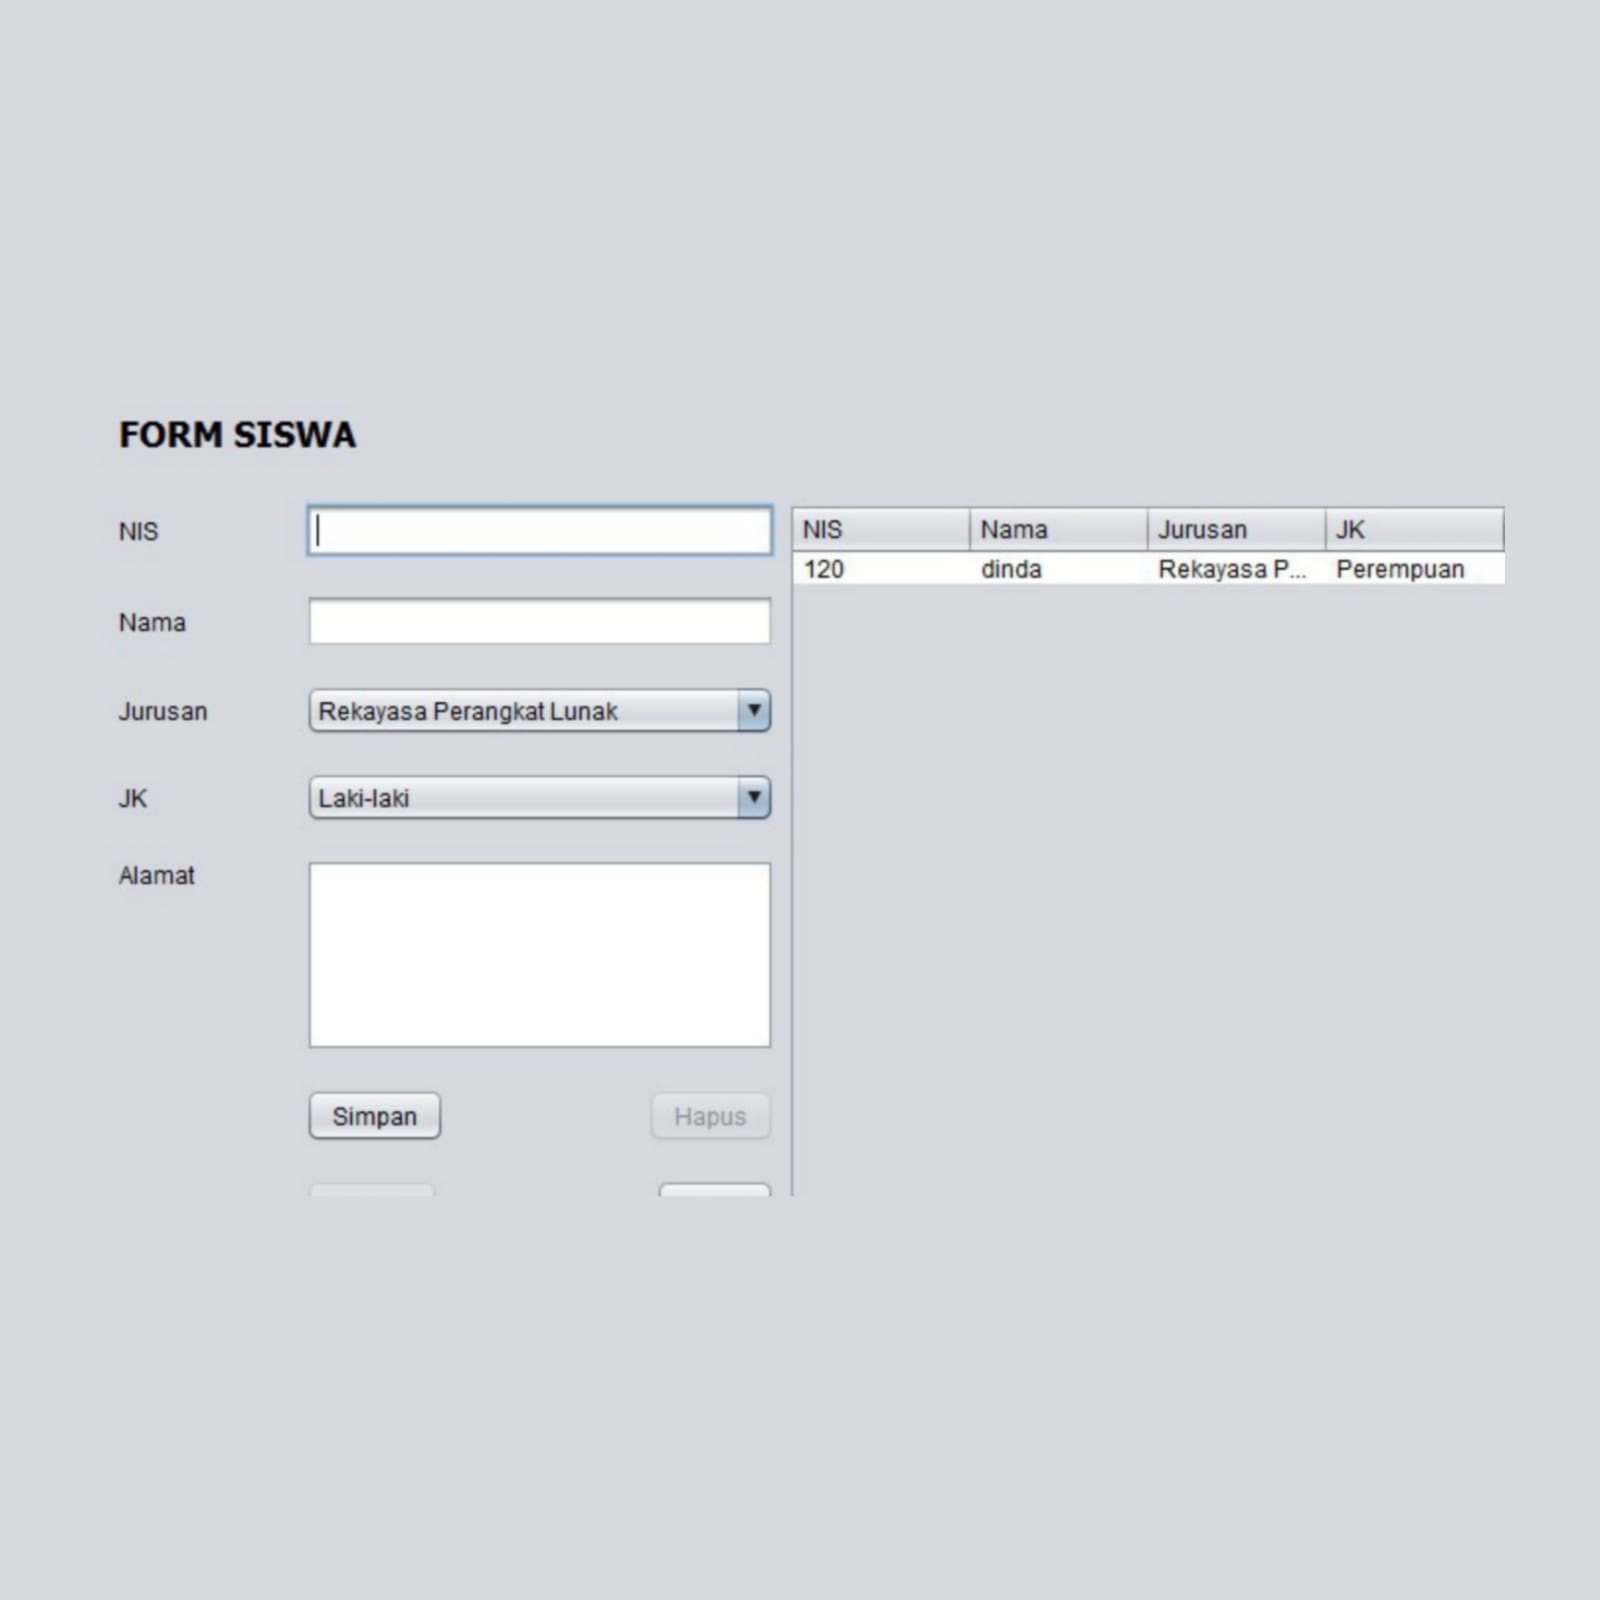 FORM SISWA
NIS
Nama
Jurusan Rekayasa Perangkat Lunak
JK Laki-laki
Alamat
Simpan Hapus
NIS Nama Jurusan JK
120 dinda Rekayasa P... Perempuan